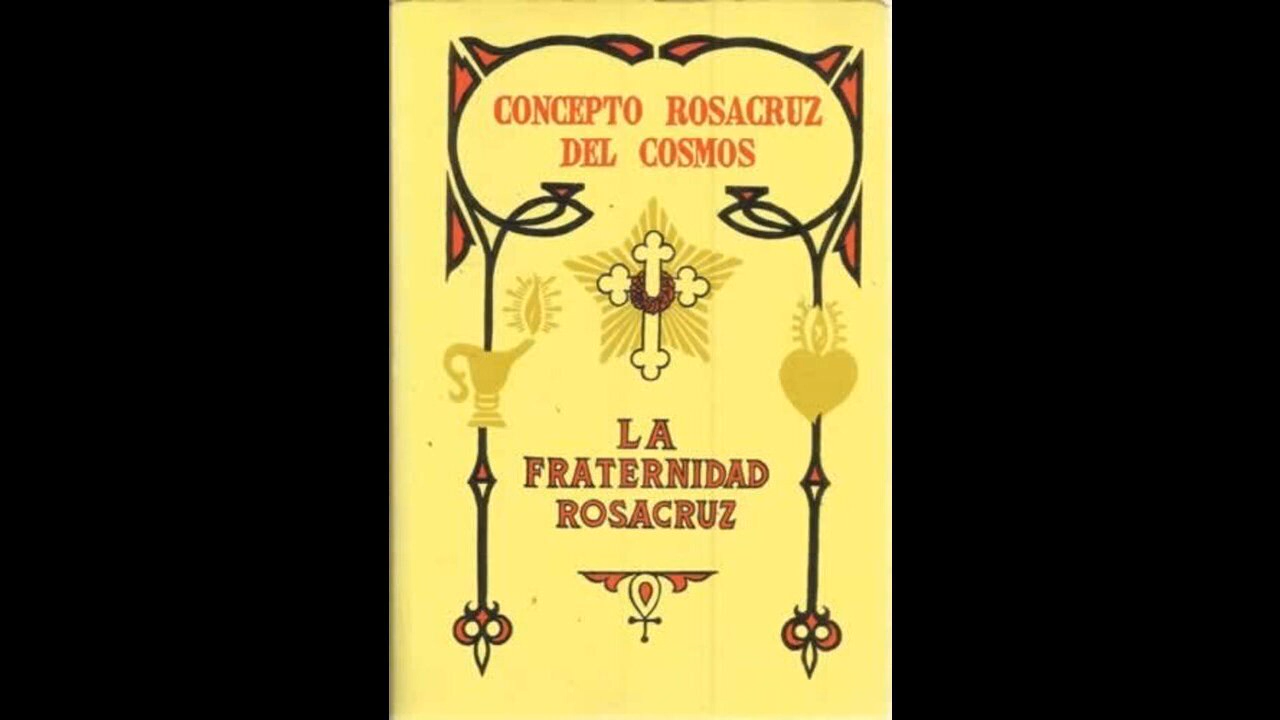 CONCEPTO ROSACRUZ
DEL COSMOS
LA
FRATERNIDAD
ROSACRUZ